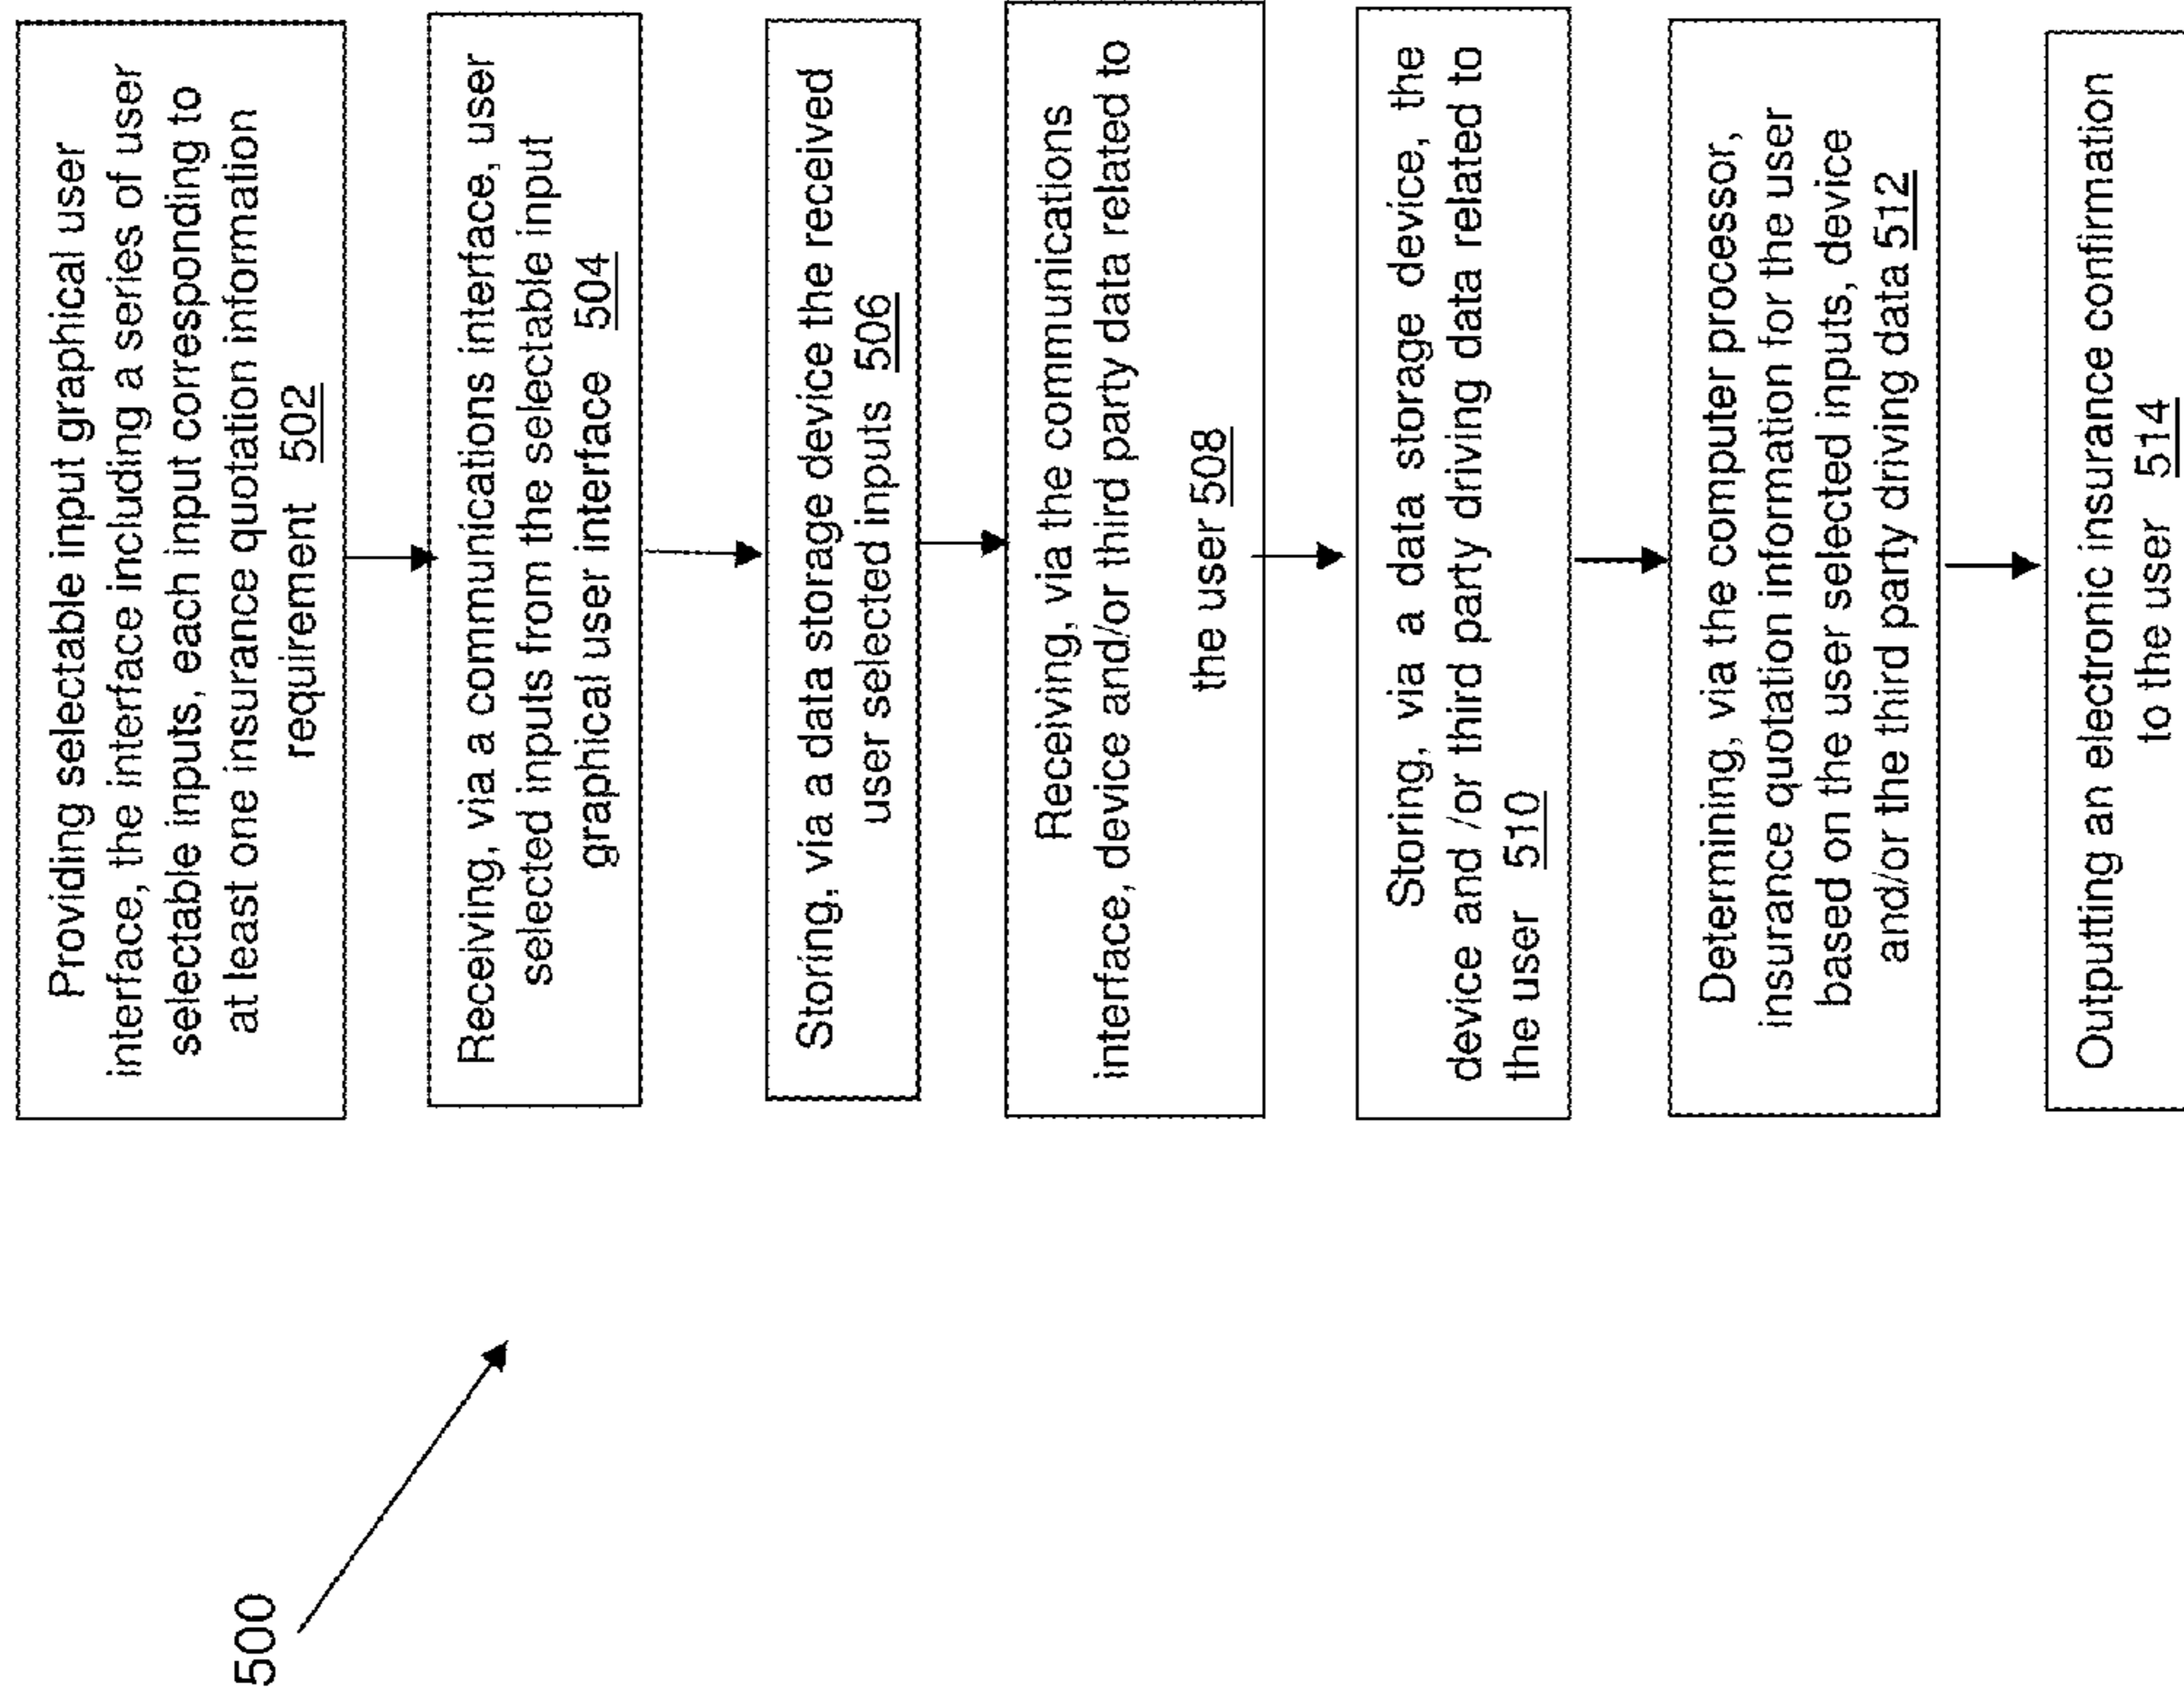 500
Providing selectable input graphical user
interface, the interface including a series of user
selectable inputs, each input corresponding to
at least one insurance quotation information
requirement 502
Receiving, via a communications interface, user
selected inputs from the selectable input
graphical user interface 504
Storing, via a data storage device the received
user selected inputs 506
Receiving, via the communications
interface, device and/or third party data related to
the user 508
Storing, via a data storage device, the
device and /or third party driving data related to
the user 510
Determining, via the computer processor,
insurance quotation information for the user
based on the user selected inputs, device
and/or the third party driving data 512
Outputting an electronic insurance confirmation
to the user 514